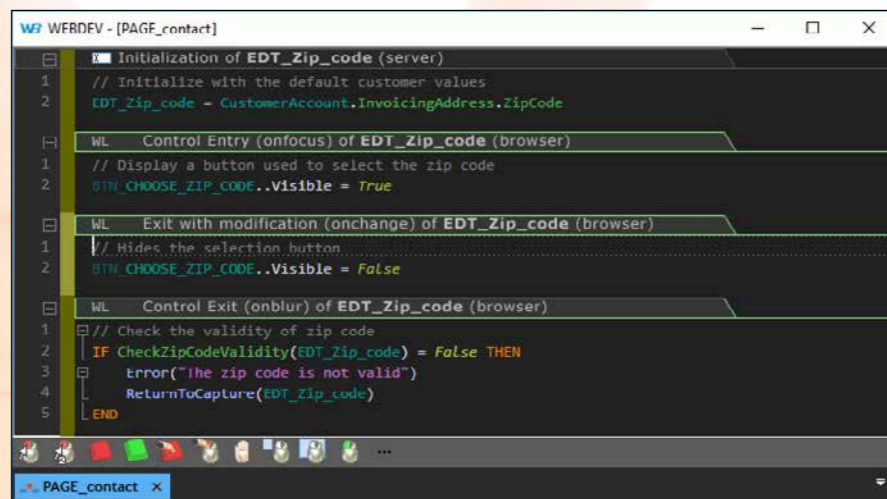 WEBDEV - [PAGE_contact]
Initialization of EDT_Zip_code (server)
1 // Initialize with the default customer values
2 EDT_Zip_code = CustomerAccount.InvoicingAddress.ZipCode
WL Control Entry (onfocus) of EDT_Zip_code (browser)
1 // Display a button used to select the zip code
2 BTN_CHOOSE_ZIP_CODE..Visible = True
WL Exit with modification (onchange) of EDT_Zip_code (browser)
1 // Hides the selection button
2 BTN_CHOOSE_ZIP_CODE..Visible = False
WL Control Exit (onblur) of EDT_Zip_code (browser)
1 // Check the validity of zip code
2 IF CheckZipCodeValidity(EDT_Zip_code) = False THEN
3 Error("The zip code is not valid")
4 ReturnToCapture(EDT_Zip_code)
5 END
...
PAGE_contact